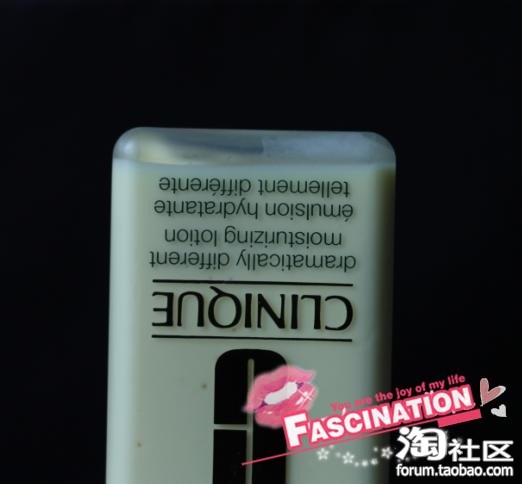 CLINIQUE
dramatically different
moisturizing lotion
émulsion hydratante
tellement différente
You are the joy of my life
FASCINATION
淘社区
forum.taobao.com